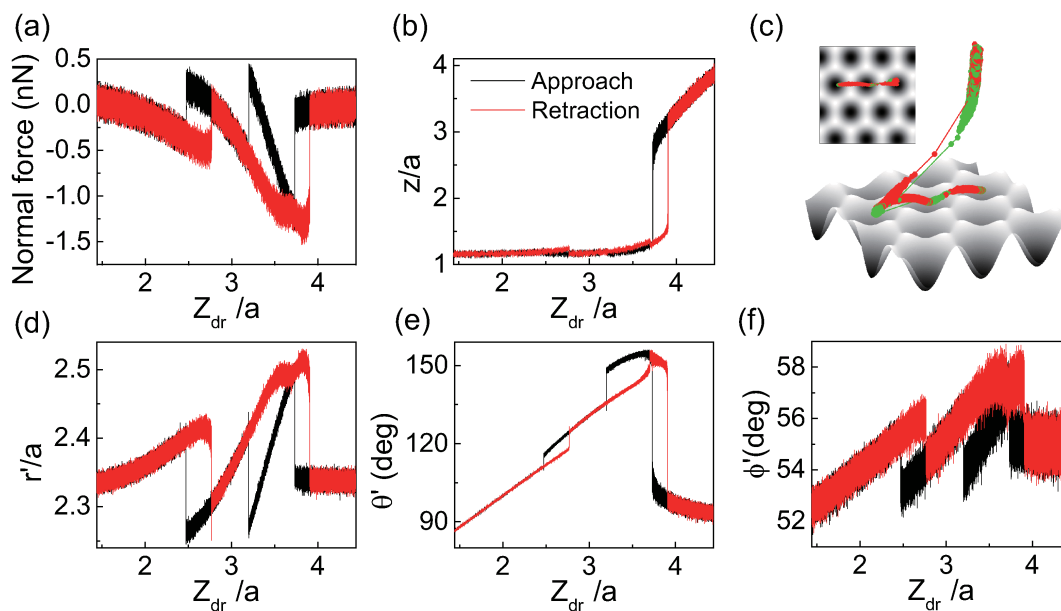 (a)
Normal force (nN)
0.5
0.0
-0.5
-1.0
-1.5
2
3
4
Z_dr/a
(b)
z/a
4
3
2
1
Approach
Retraction
2
3
4
Z_dr/a
(c)
(d)
r'/a
2.5
2.4
2.3
2
3
4
Z_dr/a
(e)
θ' (deg)
150
120
90
2
3
4
Z_dr/a
(f)
ϕ'(deg)
58
56
54
52
2
3
4
Z_dr/a